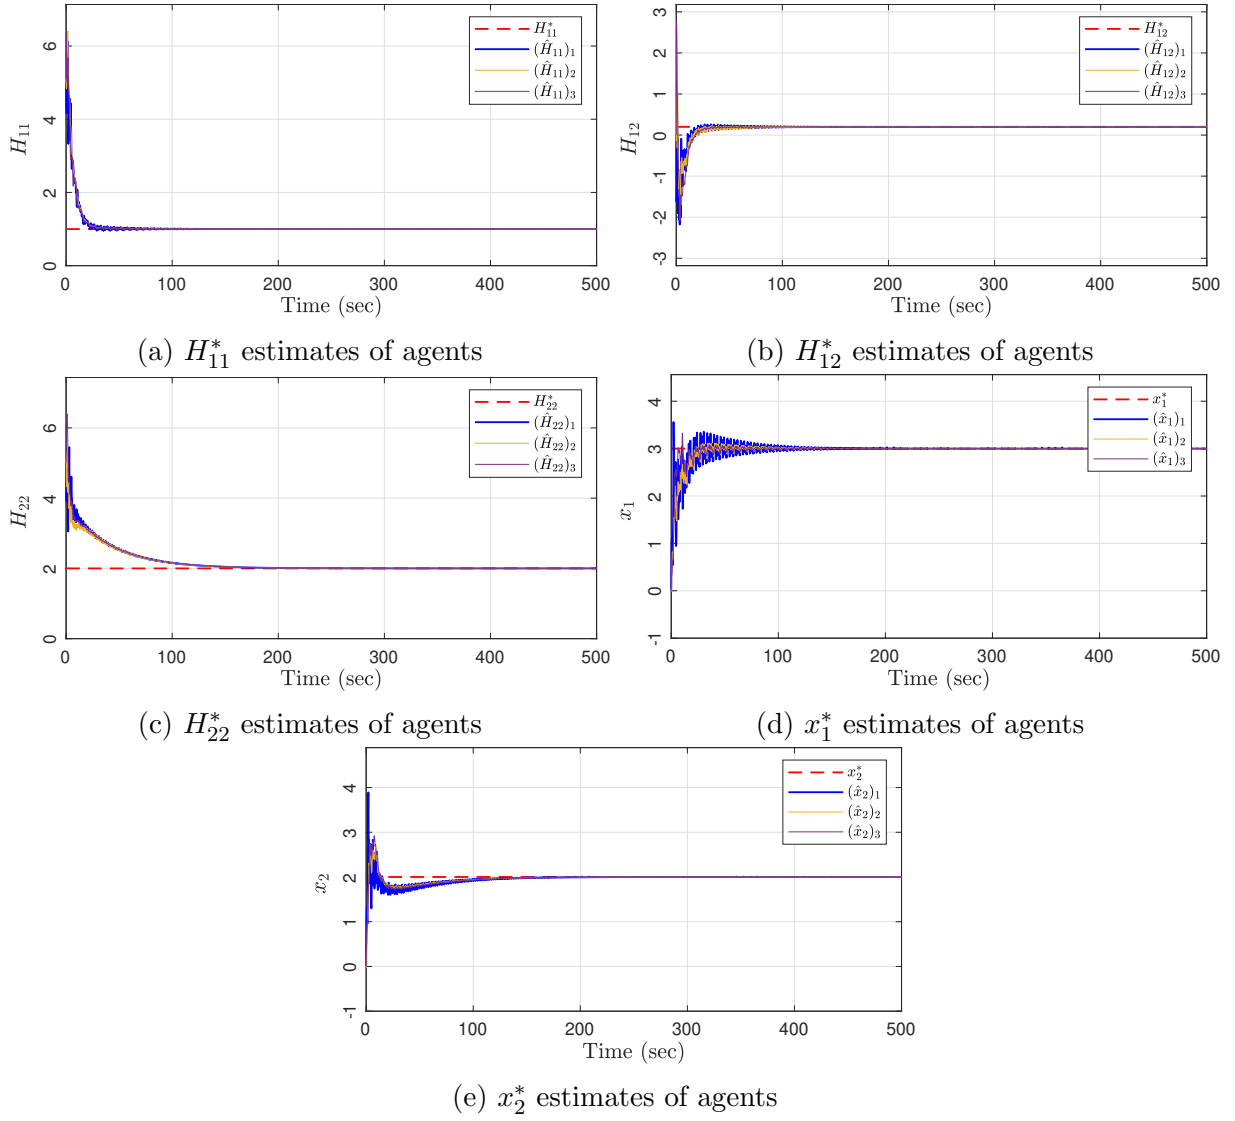 H*₁₁
(Ĥ₁₁)₁
(Ĥ₁₁)₂
(Ĥ₁₁)₃
H₁₁
6
4
2
0
0 100 200 300 400 500
Time (sec)
(a) H*₁₁ estimates of agents
H*₁₂
(Ĥ₁₂)₁
(Ĥ₁₂)₂
(Ĥ₁₂)₃
H₁₂
3
2
1
0
-1
-2
-3
0 100 200 300 400 500
Time (sec)
(b) H*₁₂ estimates of agents
H*₂₂
(Ĥ₂₂)₁
(Ĥ₂₂)₂
(Ĥ₂₂)₃
H₂₂
6
4
2
0
0 100 200 300 400 500
Time (sec)
(c) H*₂₂ estimates of agents
x*₁
(x̂₁)₁
(x̂₁)₂
(x̂₁)₃
x₁
4
3
2
1
0
-1
0 100 200 300 400 500
Time (sec)
(d) x*₁ estimates of agents
x*₂
(x̂₂)₁
(x̂₂)₂
(x̂₂)₃
x₂
4
3
2
1
0
-1
0 100 200 300 400 500
Time (sec)
(e) x*₂ estimates of agents